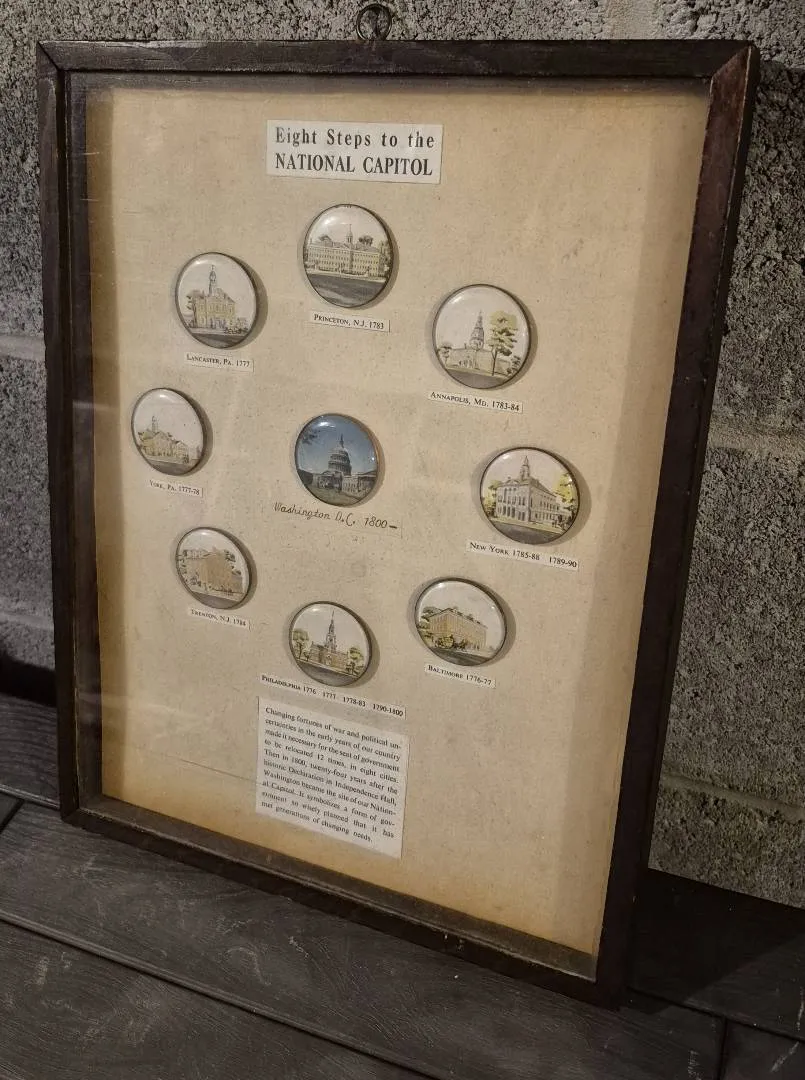 Eight Steps to the
NATIONAL CAPITOL
PRINCETON, N.J. 1783
LANCASTER, PA. 1777
ANNAPOLIS, MD. 1783-84
YORK, PA. 1777-78
Washington D.C. 1800-
NEW YORK 1785-88 1789-90
TRENTON, N.J. 1784
BALTIMORE 1776-77
PHILADELPHIA 1776 1777 1778-83 1790-1800
Changing fortunes of war and political un-
certainties in the early years of our country
made it necessary for the seat of government
to be relocated 12 times, in eight cities.
Then in 1800, twenty-four years after the
historic Declaration in Independence Hall,
Washington became the site of our Nation-
al Capitol. It symbolizes a form of gov-
ernment so wisely planned that it has
met generations of changing needs.